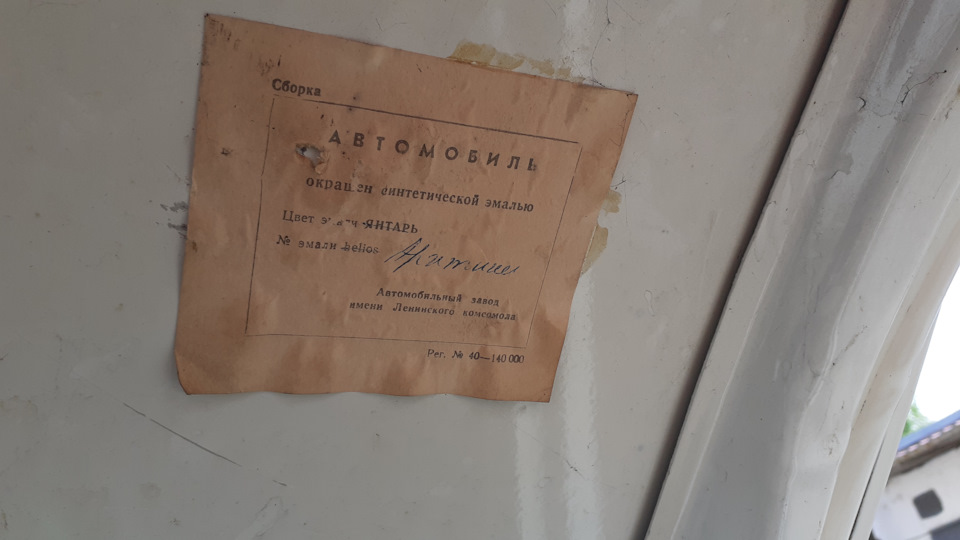 Сборка
АВТОМОБИЛЬ
окрашен синтетической эмалью
Цвет эмали ЯНТАРЬ
№ эмали helios
Автомобильный завод
имени Ленинского комсомола
Рег. № 40—140 000